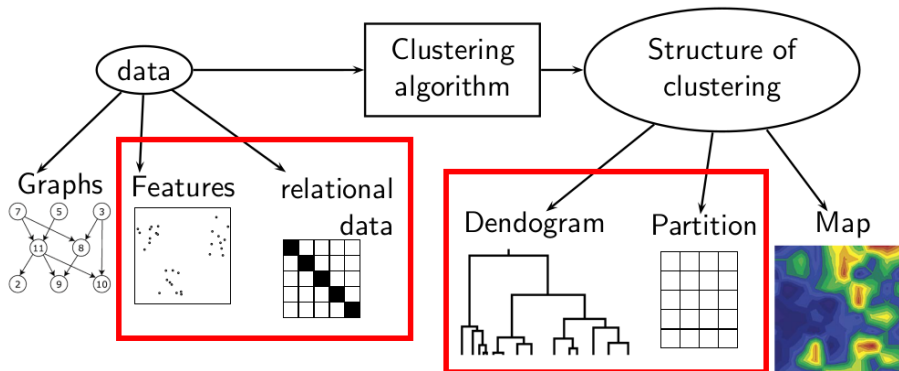 data
Clustering
algorithm
Structure of
clustering
Graphs
Features
relational
data
Dendogram
Partition
Map
7 5 3
11 8
2 9 10